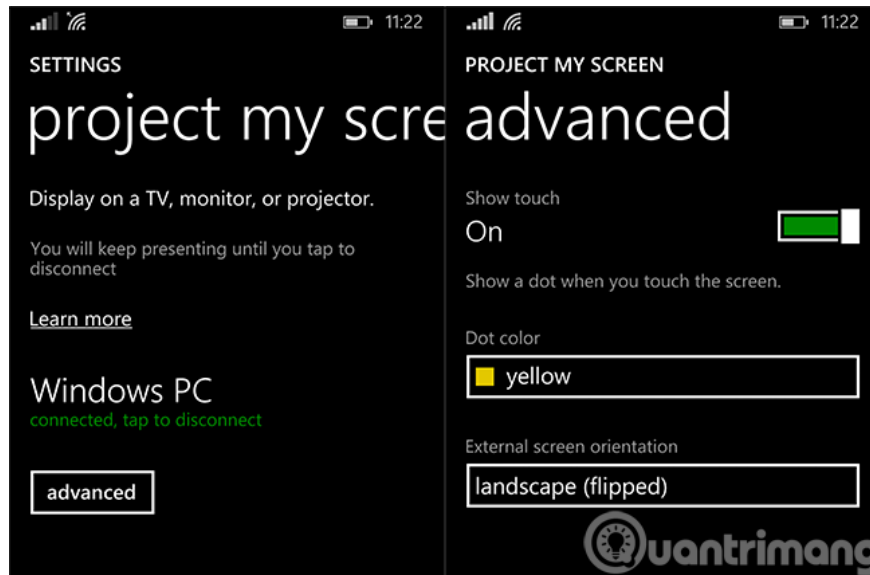 11:22
SETTINGS
project my scre
Display on a TV, monitor, or projector.
You will keep presenting until you tap to
disconnect
Learn more
Windows PC
connected, tap to disconnect
advanced
11:22
PROJECT MY SCREEN
advanced
Show touch
On
Show a dot when you touch the screen.
Dot color
yellow
External screen orientation
landscape (flipped)
Quantrimang